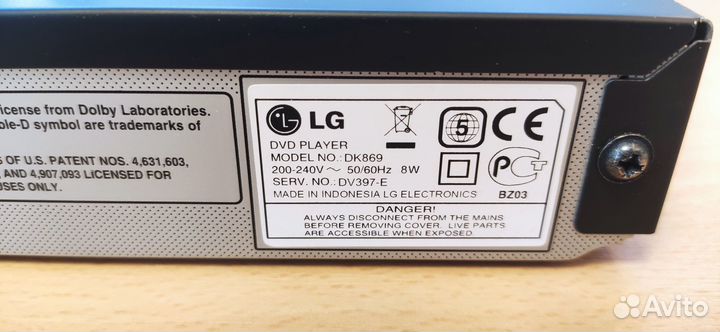 icense from Dolby Laboratories.
le-D symbol are trademarks of
S OF U.S. PATENT NOS. 4,631,603,
AND 4,907,093 LICENSED FOR
USES ONLY.
LG
DVD PLAYER
MODEL NO.: DK869
200-240V ~ 50/60Hz 8W
SERV. NO.: DV397-E
MADE IN INDONESIA LG ELECTRONICS
5
CE
PCT
BZ03
DANGER!
ALWAYS DISCONNECT FROM THE MAINS
BEFORE REMOVING COVER. LIVE PARTS
ARE ACCESSIBLE WHEN EXPOSED.
Avito